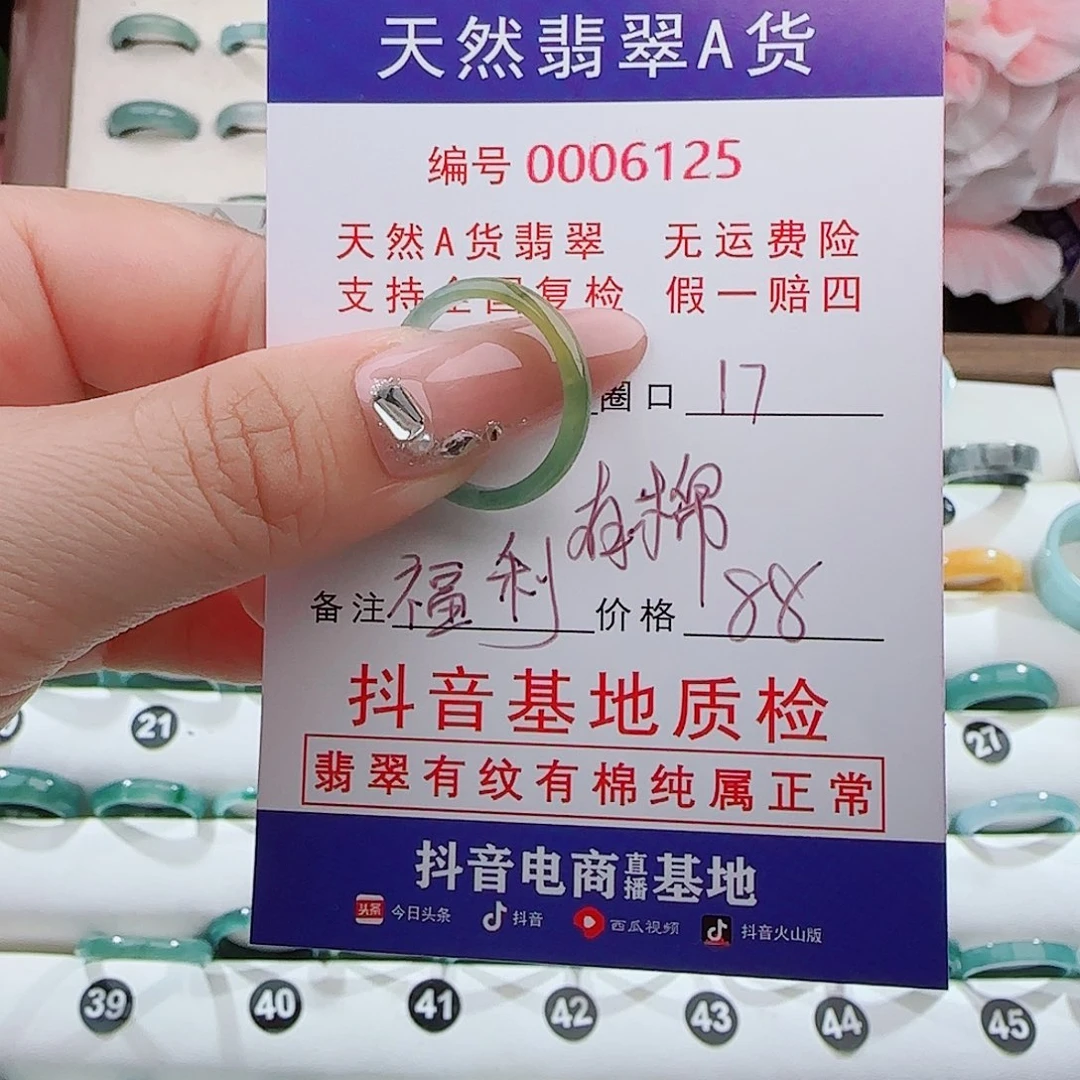 天然翡翠A货
编号 0006125
天然A货翡翠 无运费险
支持全国复检 假一赔四
圈口 17
有棉
备注 福利 价格 88
抖音基地质检
翡翠有纹有棉纯属正常
抖音电商直播基地
头条 今日头条 抖音 西瓜视频 抖音火山版
21
27
39 40 41 42 43 44 45